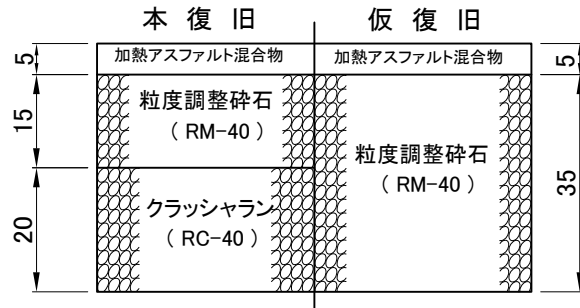 本 復 旧
仮 復 旧
加熱アスファルト混合物
加熱アスファルト混合物
5
5
粒度調整砕石
( RM-40 )
15
粒度調整砕石
( RM-40 )
35
クラッシャラン
( RC-40 )
20